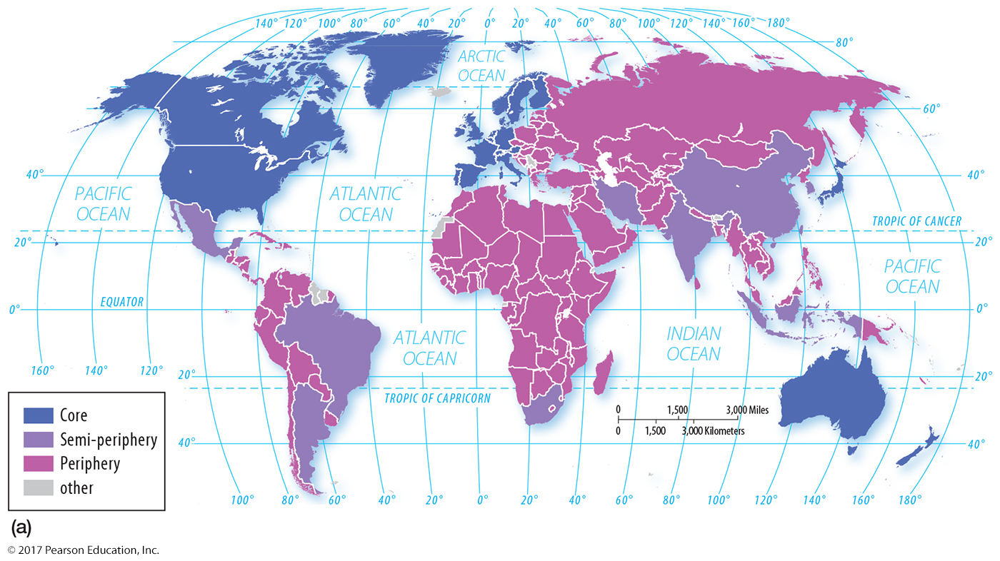 140° 120° 100° 80° 60° 40° 20° 0° 20° 40° 60° 80° 100° 120° 140° 160° 180°
80°
ARCTIC
OCEAN
60°
40°
40°
PACIFIC
OCEAN
ATLANTIC
OCEAN
TROPIC OF CANCER
20°
20°
PACIFIC
OCEAN
EQUATOR
0°
0°
ATLANTIC
OCEAN
INDIAN
OCEAN
160° 140° 120°
20°
20°
TROPIC OF CAPRICORN
0 1,500 3,000 Miles
0 1,500 3,000 Kilometers
Core
Semi-periphery
Periphery
other
40°
40°
100° 80° 60° 40° 20° 0° 20° 40° 60° 80° 100° 120° 140° 160° 180°
(a)
© 2017 Pearson Education, Inc.